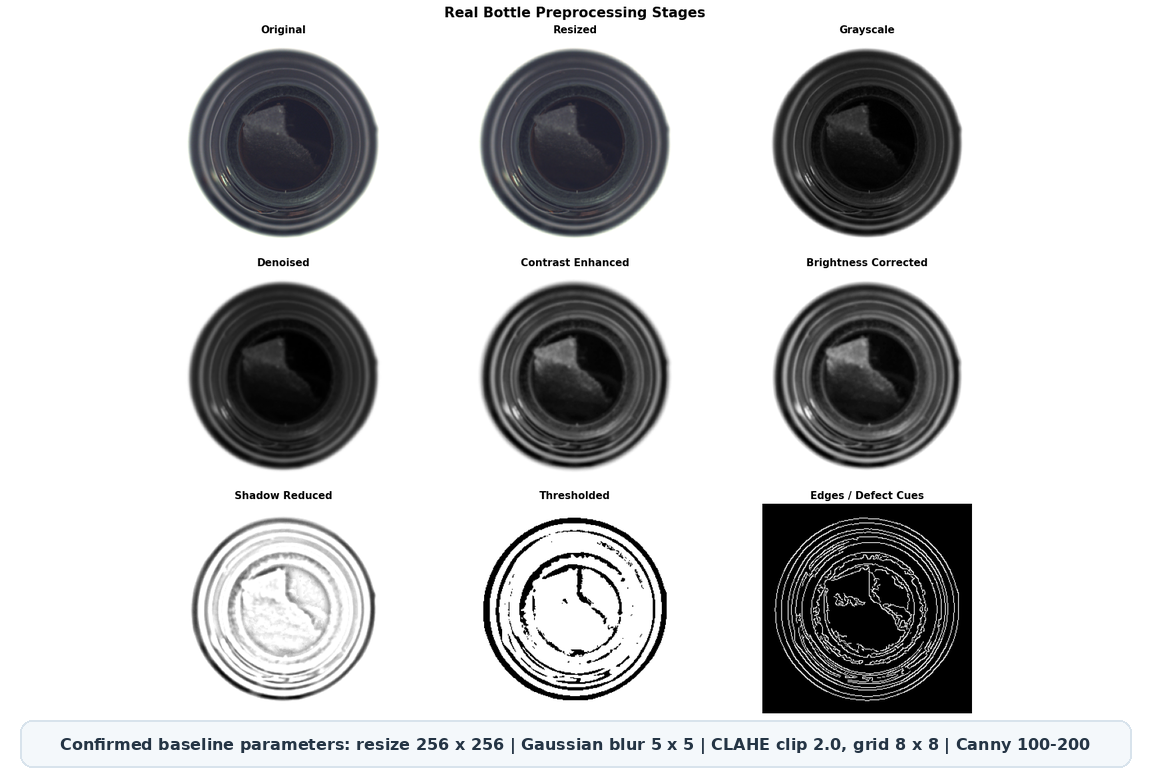 Real Bottle Preprocessing Stages
Original
Resized
Grayscale
Denoised
Contrast Enhanced
Brightness Corrected
Shadow Reduced
Thresholded
Edges / Defect Cues
Confirmed baseline parameters: resize 256 x 256 | Gaussian blur 5 x 5 | CLAHE clip 2.0, grid 8 x 8 | Canny 100-200